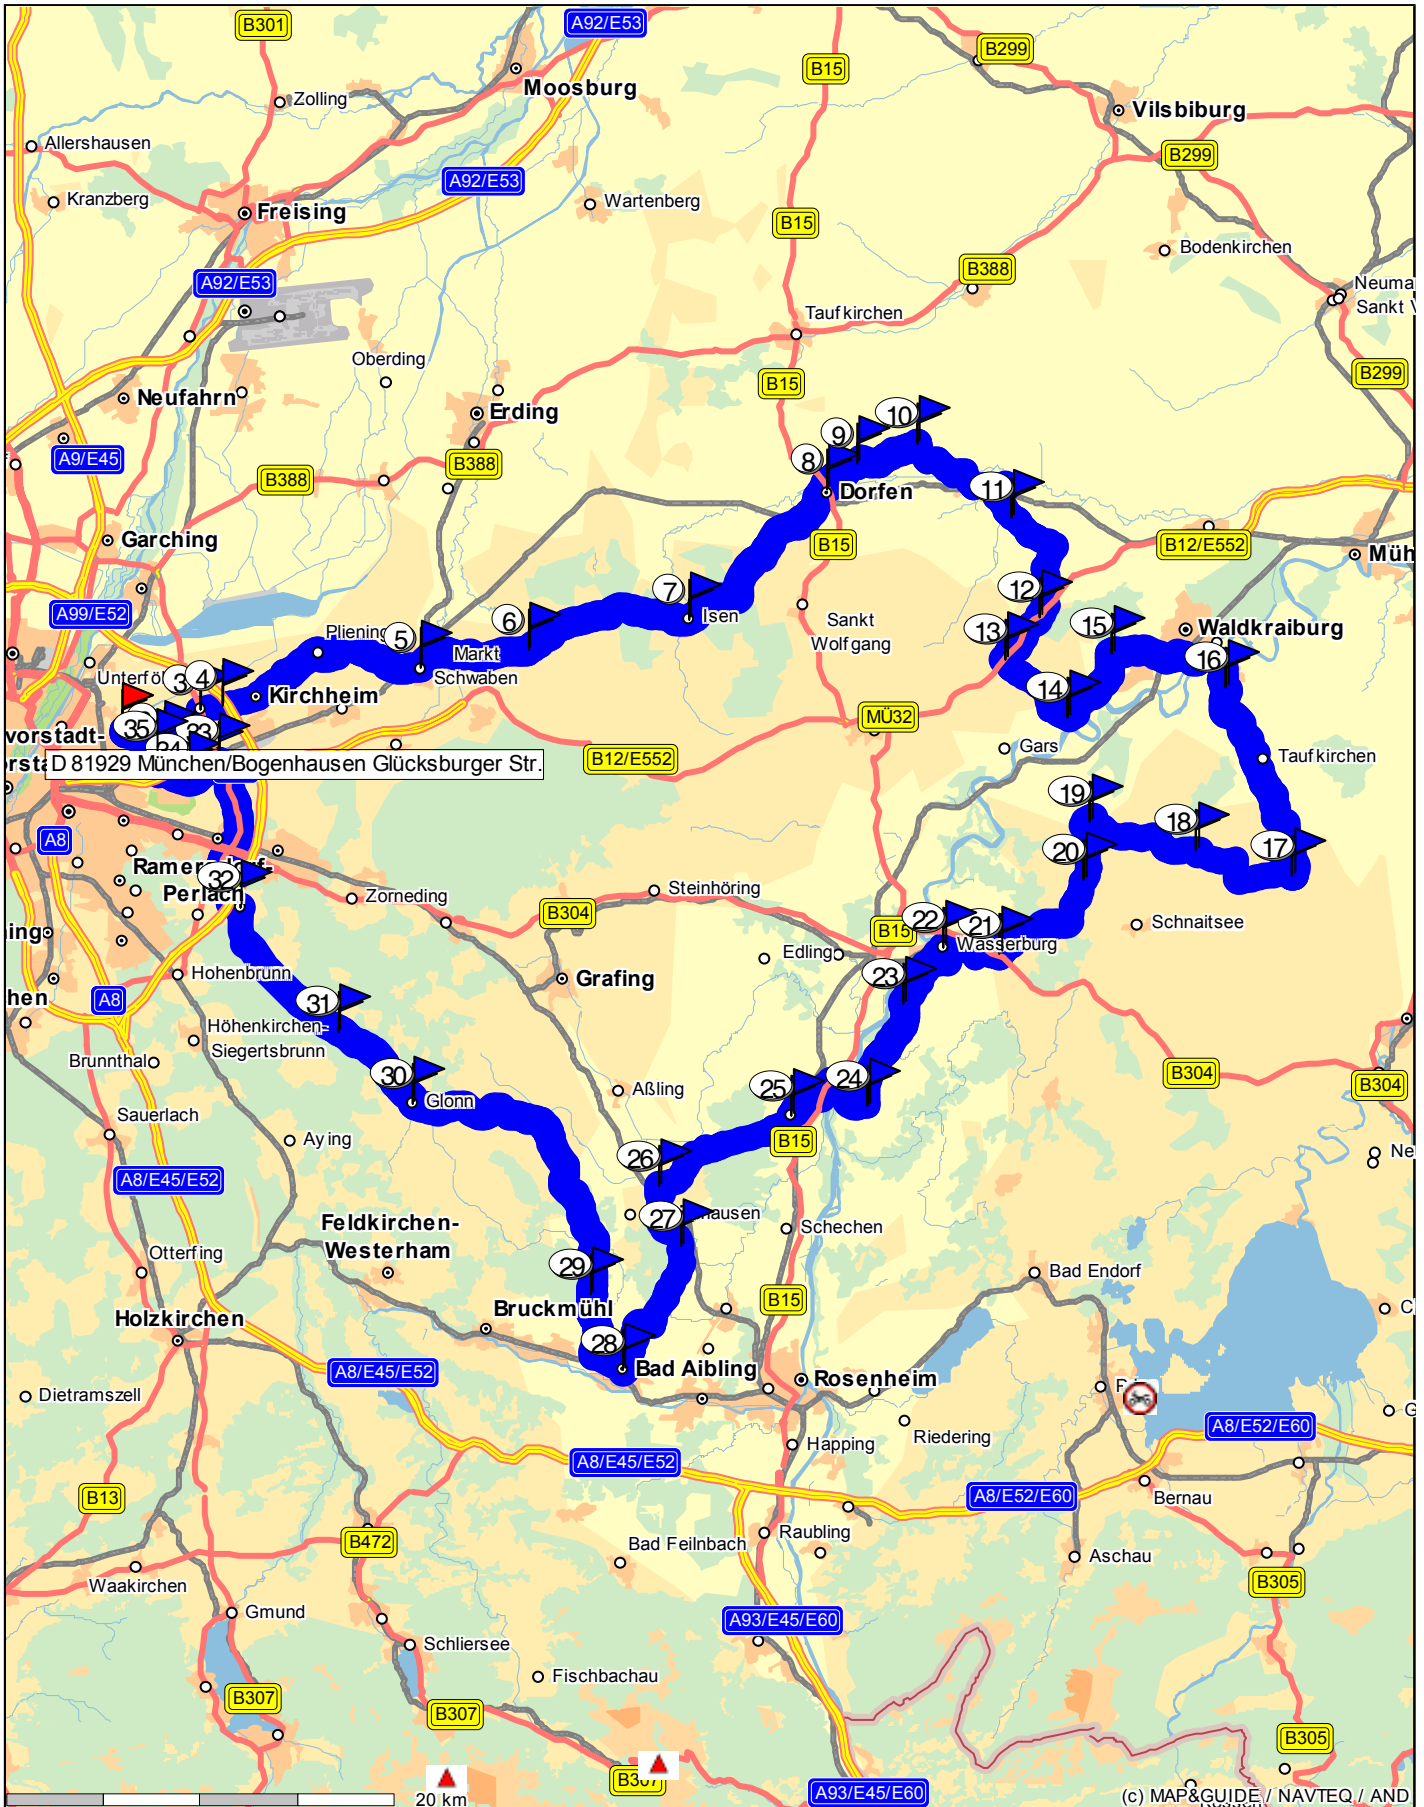 A92/E53
B301
B299
B15
Moosburg
Zolling
Vilsbiburg
Allershausen
B299
A92/E53
Kranzberg
Wartenberg
Freising
B15
Bodenkirchen
B388
A92/E53
Neuma
Sankt V
Taufkirchen
Oberding
B299
B15
Neufahrn
Erding
10
9
A9/E45
B388
8
B388
11
Dorfen
Garching
B15
B12/E552
Müh
7
12
A99/E52
Isen
6
Sankt
Wolfgang
13
15
Waldkraiburg
Pliening
5
Markt
Schwaben
16
Unterföh
3
4
Kirchheim
14
35
33
34
MÜ32
vorstadt-
Gars
Taufkirchen
B12/E552
D 81929 München/Bogenhausen Glücksburger Str.
19
18
A8
20
17
Ramersdorf-
Perlach
32
Zorneding
Steinhöring
B304
22
21
Schnaitsee
B15
ning
Wasserburg
Edling
Hohenbrunn
Grafing
23
hen
A8
31
Höhenkirchen-
Siegertsbrunn
Brunnthal
30
25
24
B304
B304
Aßling
Glonn
Sauerlach
Aying
B15
26
Ne
A8/E45/E52
27
hausen
Feldkirchen-
Westerham
Schechen
Otterfing
29
Bad Endorf
B15
Bruckmühl
Holzkirchen
28
Bad Aibling
Rosenheim
A8/E45/E52
Dietramszell
A8/E52/E60
Riedering
Happing
A8/E45/E52
B13
A8/E52/E60
Bernau
Raubling
B472
Bad Feilnbach
Aschau
Waakirchen
B305
Gmund
A93/E45/E60
Schliersee
Fischbachau
B307
B307
B305
B307
A93/E45/E60
20 km
(c) MAP&GUIDE / NAVTEQ / AND